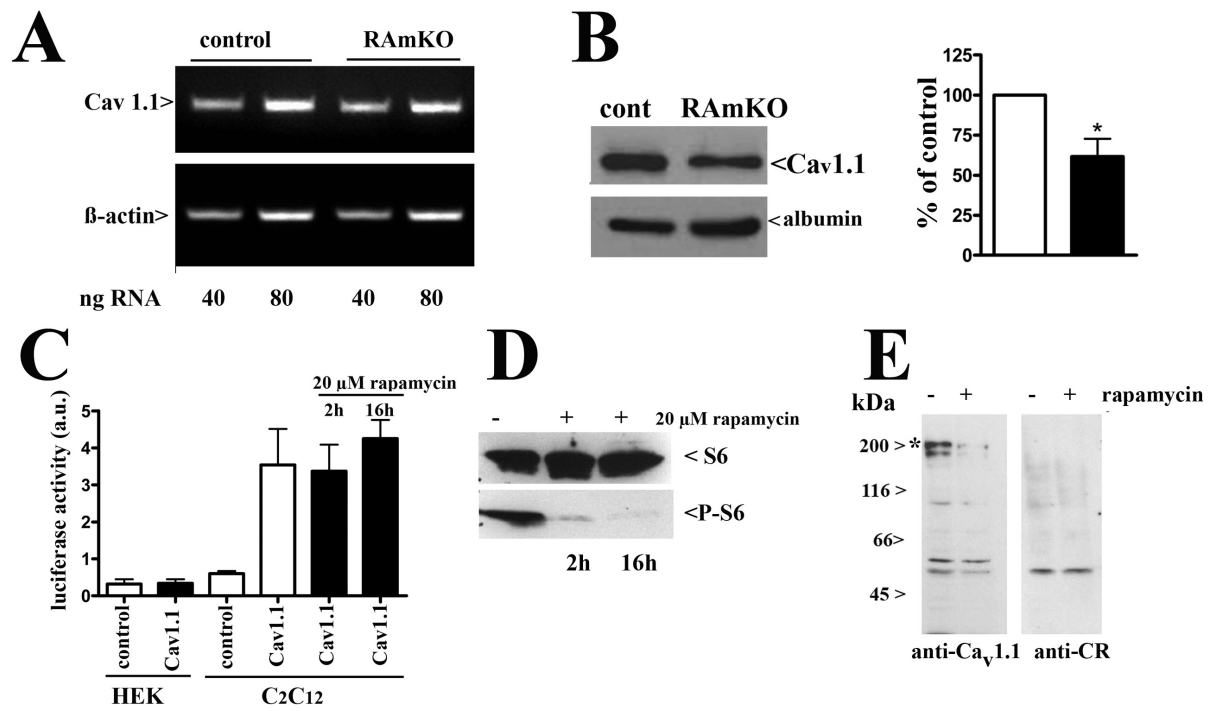 A
control RAmKO
Cav 1.1>
ß-actin>
ng RNA 40 80 40 80
B
cont RAmKO
<Cav1.1
<albumin
% of control
125
100
75
50
25
0
*
C
luciferase activity (a.u.)
5
4
3
2
1
0
20 µM rapamycin
2h 16h
control Cav1.1 control Cav1.1 Cav1.1 Cav1.1
HEK C2C12
D
- + + 20 µM rapamycin
< S6
<P-S6
2h 16h
E
- + - + rapamycin
kDa
200 > *
116 >
66>
45 >
anti-Cav1.1 anti-CR